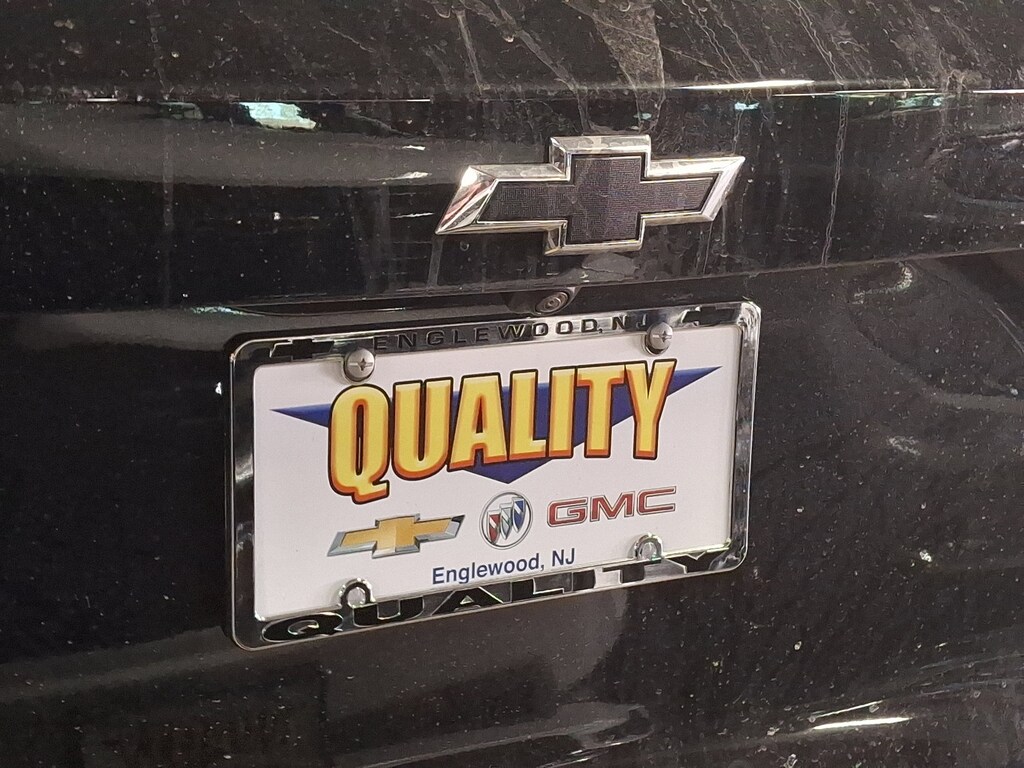 ENGLEWOOD, NJ
QUALITY
GMC
Englewood, NJ
QUALITY